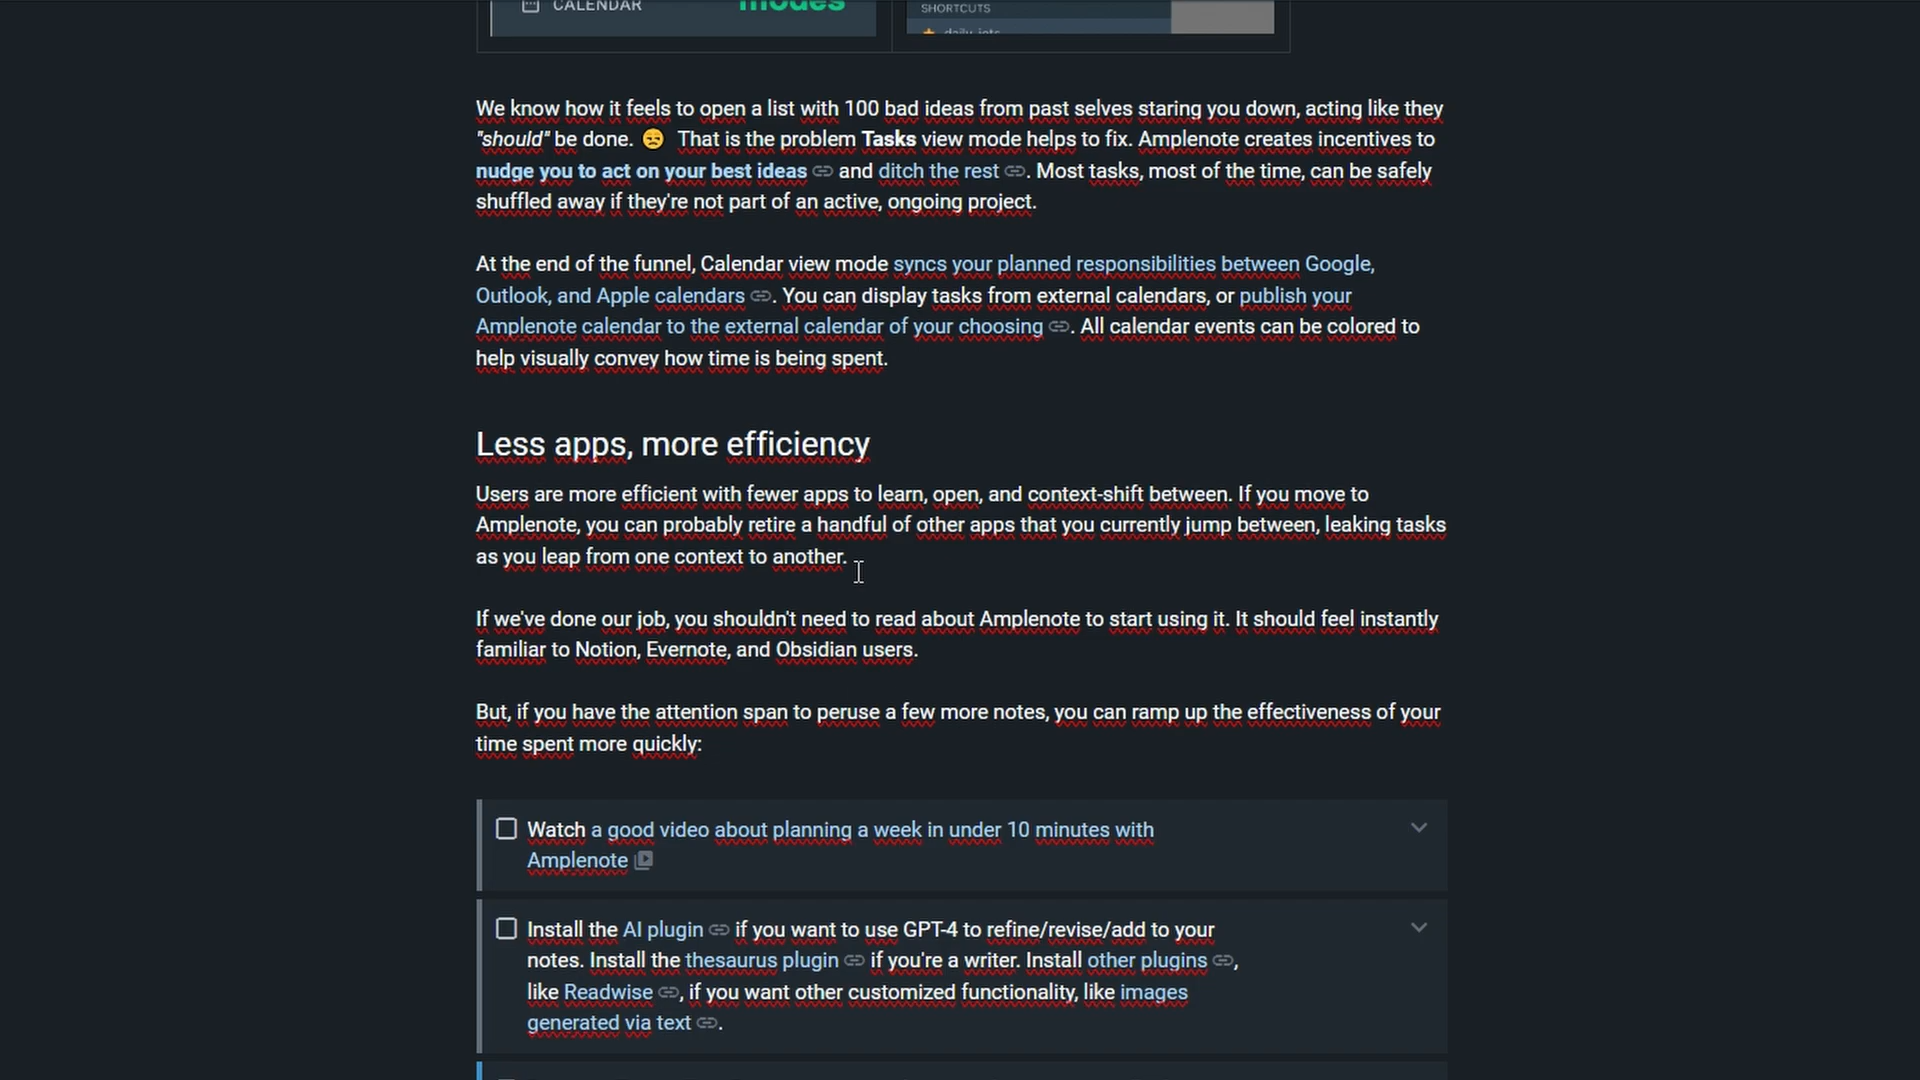 CALENDAR
modes
SHORTCUTS
daily-jots
We know how it feels to open a list with 100 bad ideas from past selves staring you down, acting like they
"should" be done. 😒 That is the problem Tasks view mode helps to fix. Amplenote creates incentives to
nudge you to act on your best ideas and ditch the rest. Most tasks, most of the time, can be safely
shuffled away if they're not part of an active, ongoing project.
At the end of the funnel, Calendar view mode syncs your planned responsibilities between Google,
Outlook, and Apple calendars. You can display tasks from external calendars, or publish your
Amplenote calendar to the external calendar of your choosing. All calendar events can be colored to
help visually convey how time is being spent.
Less apps, more efficiency
Users are more efficient with fewer apps to learn, open, and context-shift between. If you move to
Amplenote, you can probably retire a handful of other apps that you currently jump between, leaking tasks
as you leap from one context to another.
If we've done our job, you shouldn't need to read about Amplenote to start using it. It should feel instantly
familiar to Notion, Evernote, and Obsidian users.
But, if you have the attention span to peruse a few more notes, you can ramp up the effectiveness of your
time spent more quickly:
Watch a good video about planning a week in under 10 minutes with
Amplenote
Install the AI plugin if you want to use GPT-4 to refine/revise/add to your
notes. Install the thesaurus plugin if you're a writer. Install other plugins,
like Readwise, if you want other customized functionality, like images
generated via text.